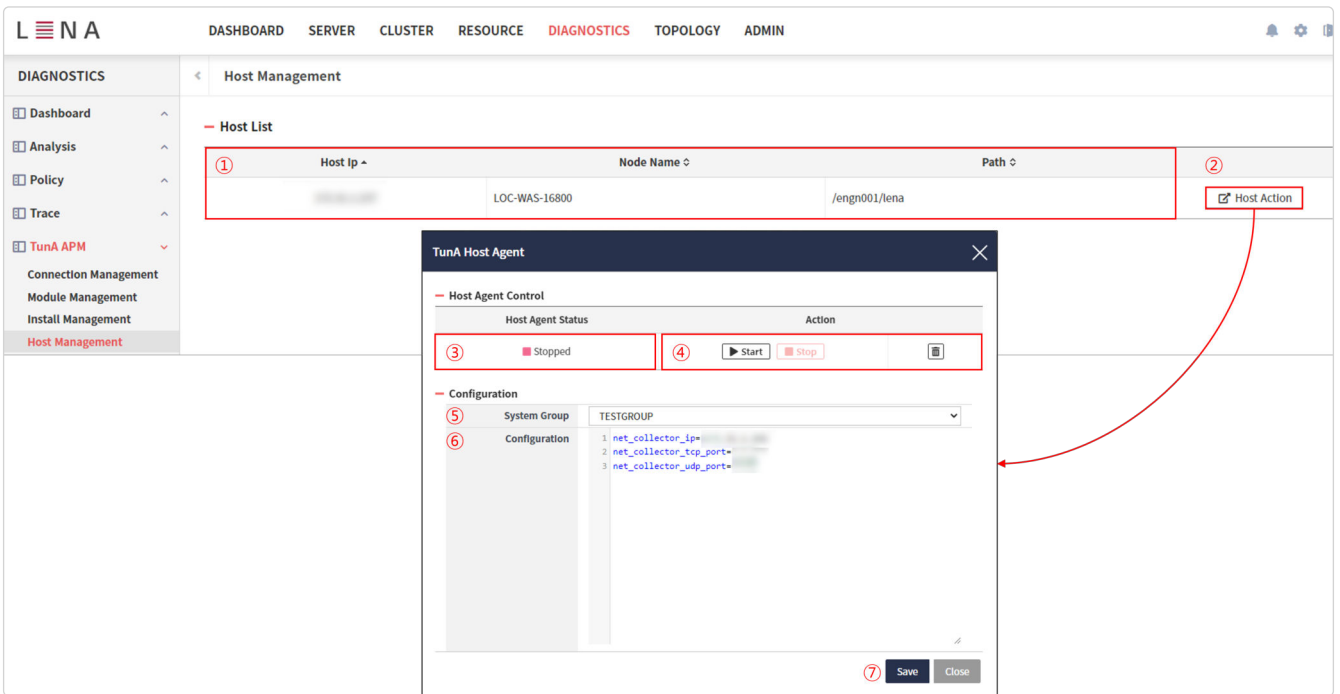 LENA DASHBOARD SERVER CLUSTER RESOURCE DIAGNOSTICS TOPOLOGY ADMIN
DIAGNOSTICS
Host Management
Dashboard
Analysis
Policy
Trace
TunA APM
Connection Management
Module Management
Install Management
Host Management
Host List
① Host Ip Node Name Path ②
LOC-WAS-16800 /engn001/lena Host Action
TunA Host Agent
Host Agent Control
Host Agent Status Action
③ Stopped ④ Start Stop
Configuration
⑤ System Group TESTGROUP
⑥ Configuration
1 net_collector_ip=
2 net_collector_tcp_port=
3 net_collector_udp_port=
⑦ Save Close